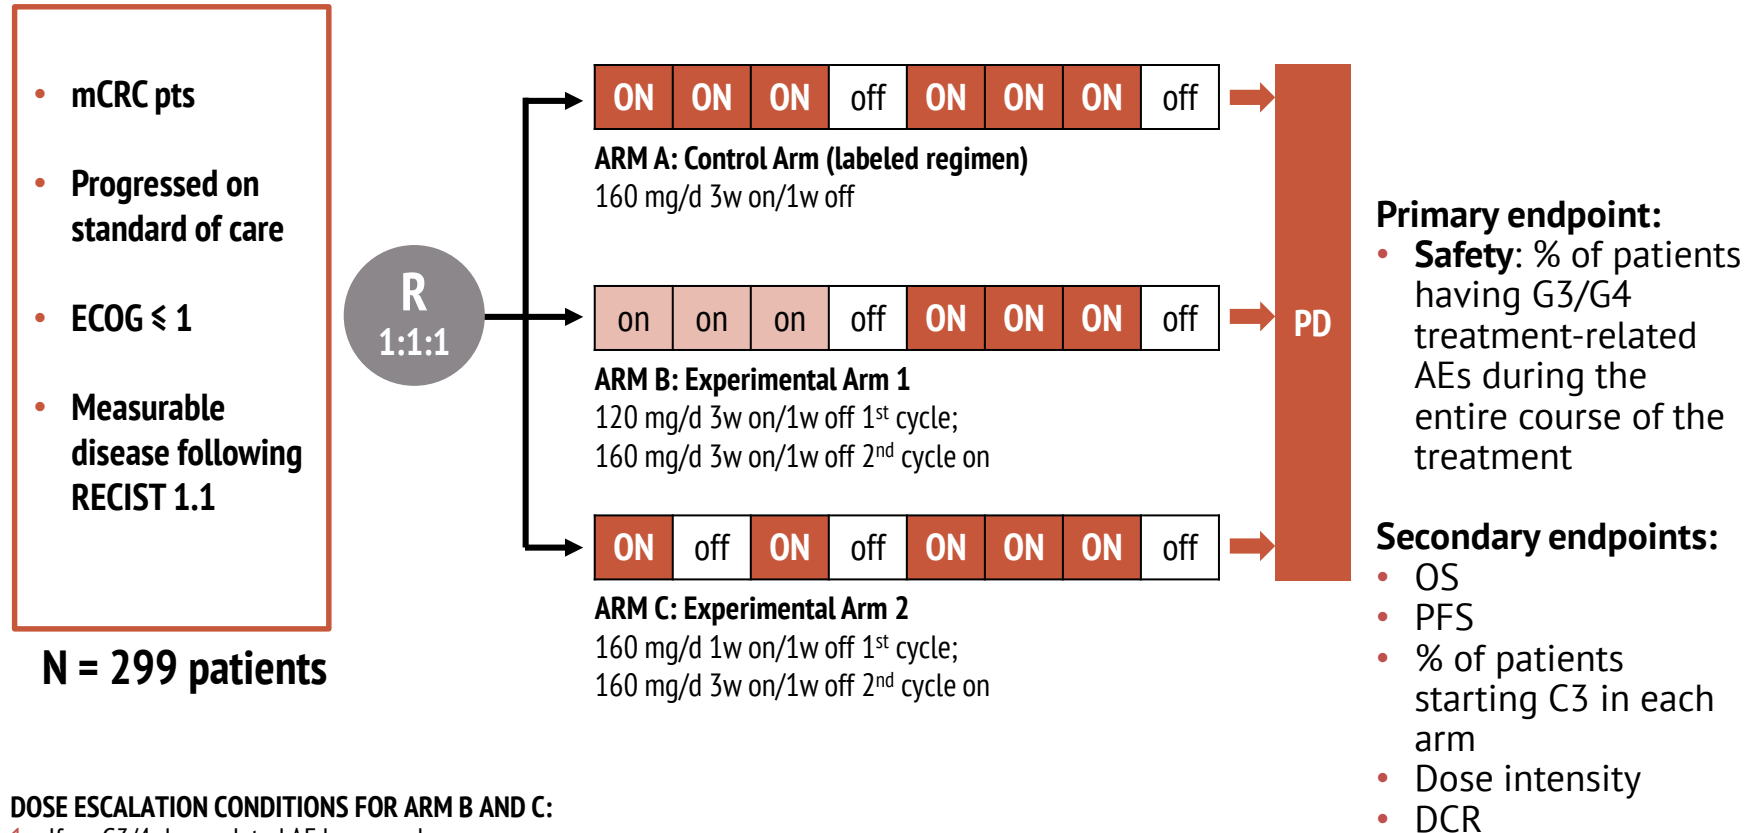 • mCRC pts
• Progressed on
standard of care
• ECOG ≤ 1
• Measurable
disease following
RECIST 1.1
N = 299 patients
R
1:1:1
ON ON ON off ON ON ON off
ARM A: Control Arm (labeled regimen)
160 mg/d 3w on/1w off
on on on off ON ON ON off
ARM B: Experimental Arm 1
120 mg/d 3w on/1w off 1st cycle;
160 mg/d 3w on/1w off 2nd cycle on
ON off ON off ON ON ON off
ARM C: Experimental Arm 2
160 mg/d 1w on/1w off 1st cycle;
160 mg/d 3w on/1w off 2nd cycle on
PD
Primary endpoint:
• Safety: % of patients
having G3/G4
treatment-related
AEs during the
entire course of the
treatment
Secondary endpoints:
• OS
• PFS
• % of patients
starting C3 in each
arm
• Dose intensity
• DCR
DOSE ESCALATION CONDITIONS FOR ARM B AND C: